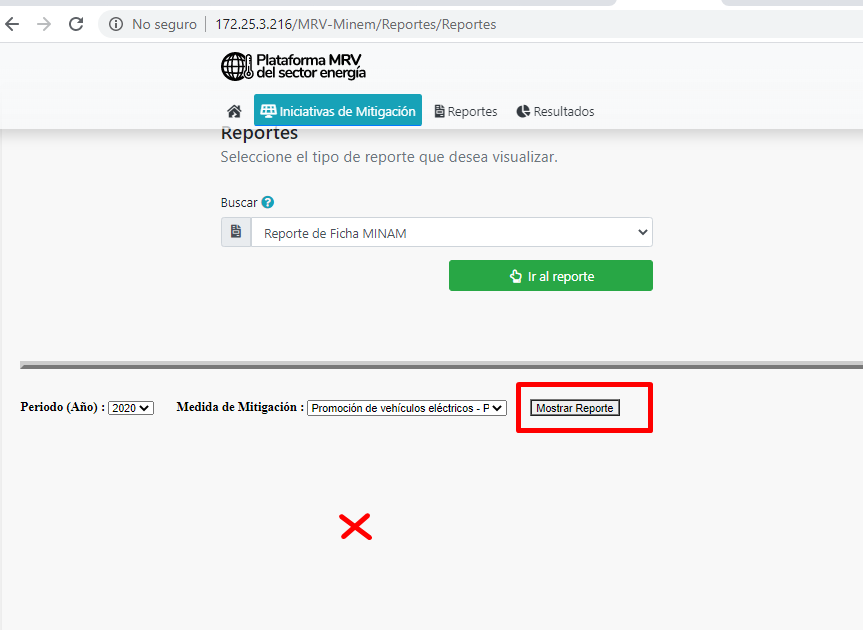 No seguro
172.25.3.216/MRV-Minem/Reportes/Reportes
Plataforma MRV
del sector energía
Iniciativas de Mitigación
Reportes
Resultados
Reportes
Seleccione el tipo de reporte que desea visualizar.
Buscar ?
Reporte de Ficha MINAM
Ir al reporte
Periodo (Año) : 2020 Medida de Mitigación : Promoción de vehículos eléctricos - P Mostrar Reporte